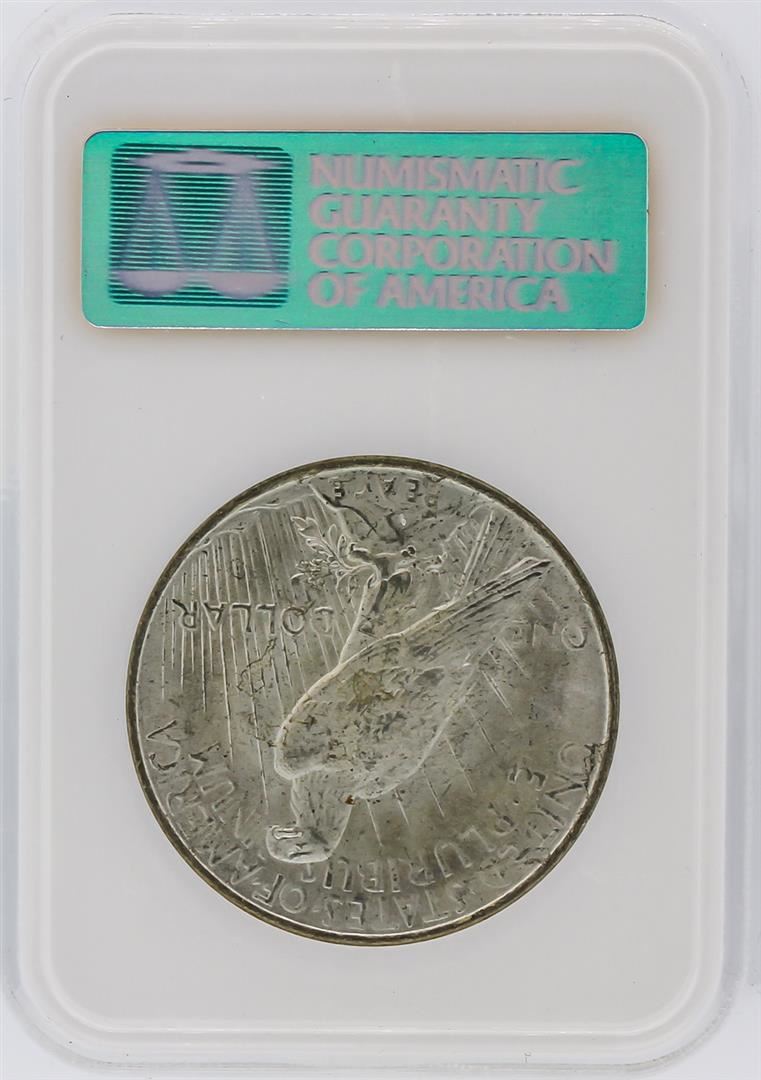 NUMISMATIC
GUARANTY
CORPORATION
OF AMERICA
UNITED·STATES·OF·AMERICA
E·PLURIBUS·UNUM
ONE DOLLAR
PEACE